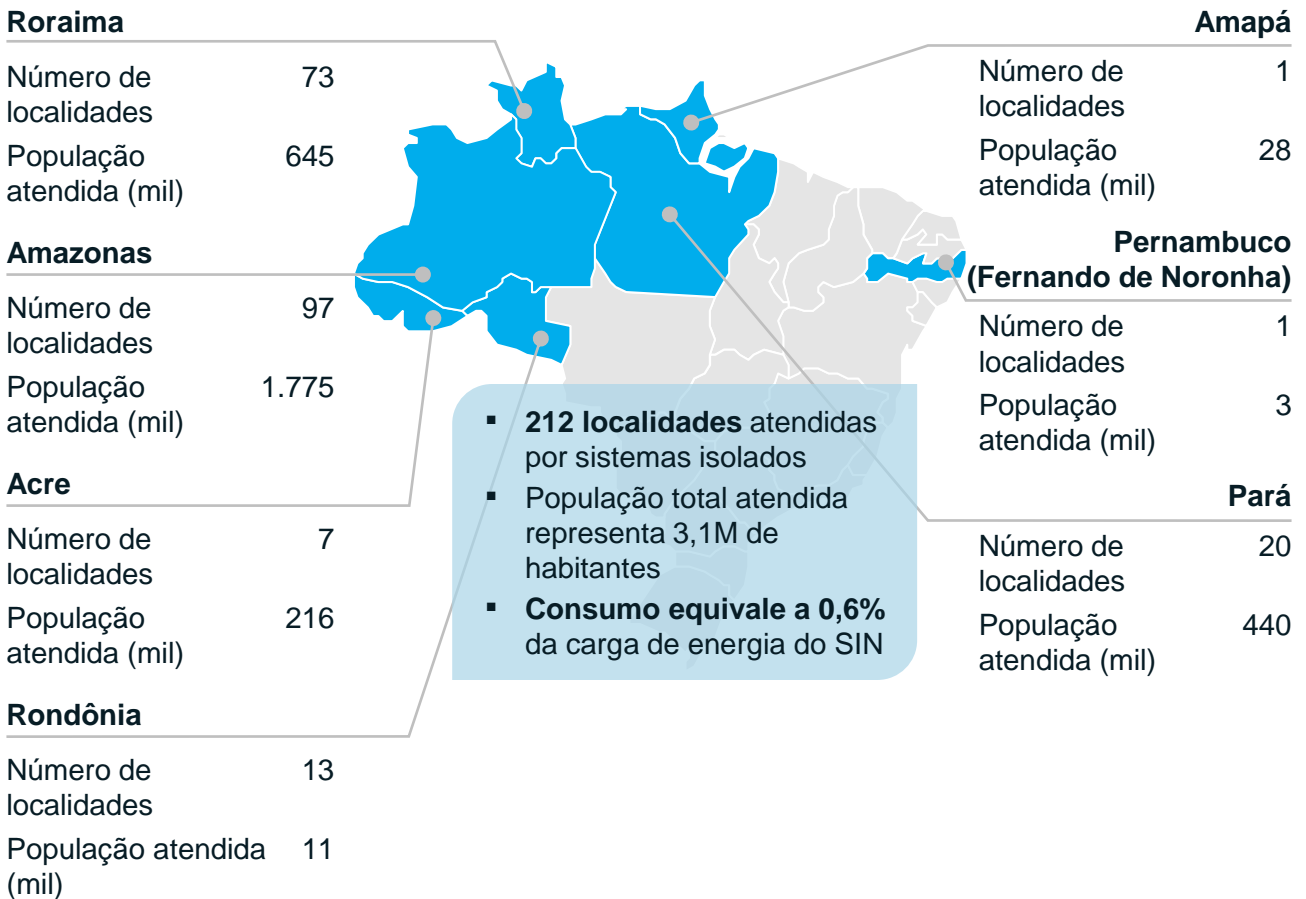 Roraima
Número de 73
localidades
População 645
atendida (mil)
Amazonas
Número de 97
localidades
População 1.775
atendida (mil)
Acre
Número de 7
localidades
População 216
atendida (mil)
Rondônia
Número de 13
localidades
População atendida 11
(mil)
▪ 212 localidades atendidas
por sistemas isolados
▪ População total atendida
representa 3,1M de
habitantes
▪ Consumo equivale a 0,6%
da carga de energia do SIN
Amapá
Número de 1
localidades
População 28
atendida (mil)
Pernambuco
(Fernando de Noronha)
Número de 1
localidades
População 3
atendida (mil)
Pará
Número de 20
localidades
População 440
atendida (mil)